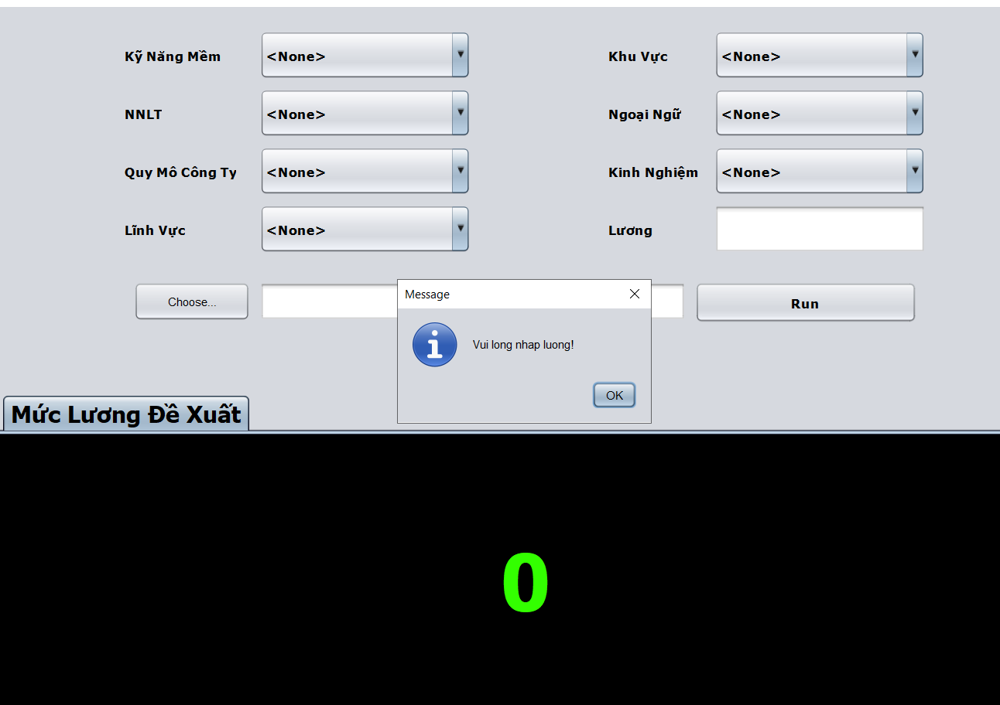 Kỹ Năng Mềm <None> Khu Vực <None>
NNLT <None> Ngoại Ngữ <None>
Quy Mô Công Ty <None> Kinh Nghiệm <None>
Lĩnh Vực <None> Lương
Choose... Run
Message
Vui long nhap luong!
OK
Mức Lương Đề Xuất
0